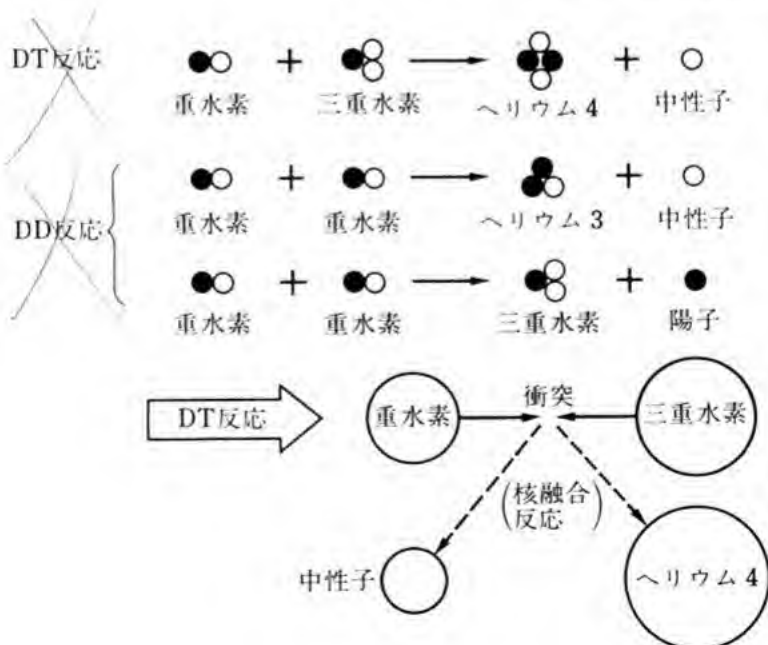 DT反応
重水素 + 三重水素 ヘリウム4 + 中性子
DD反応
重水素 + 重水素 ヘリウム3 + 中性子
重水素 + 重水素 三重水素 + 陽子
DT反応
重水素
衝突
三重水素
(核融合
反応)
中性子
ヘリウム4